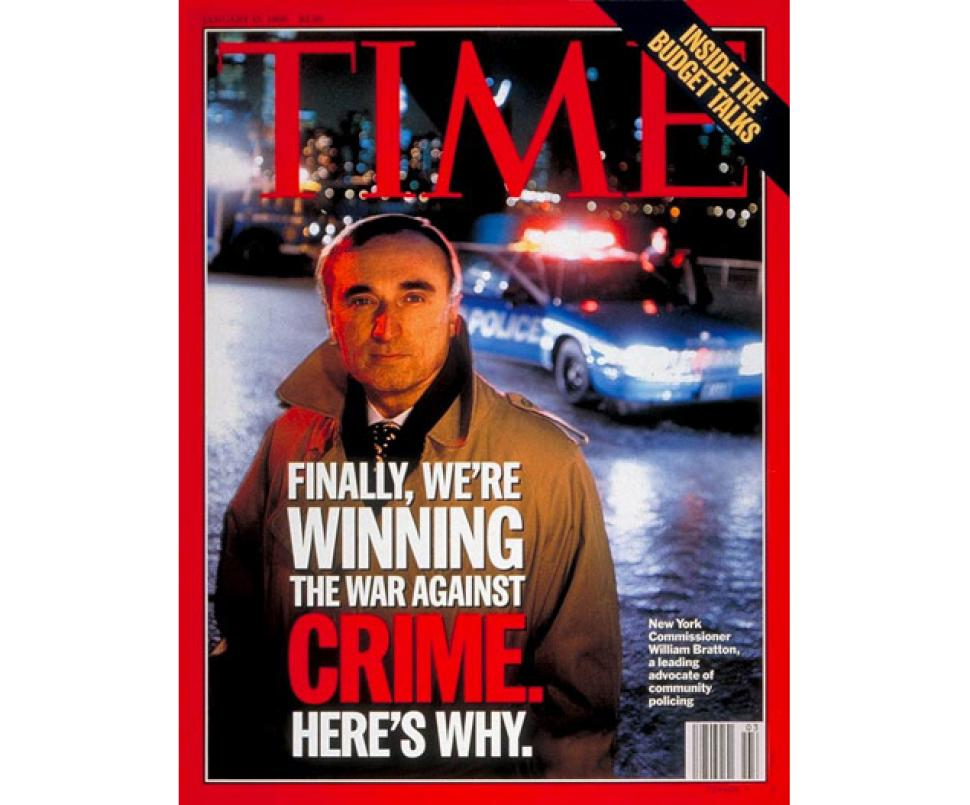 JANUARY 15, 1996 $2.95
TIME
INSIDE THE
BUDGET TALKS
POLICE
FINALLY, WE'RE
WINNING
THE WAR AGAINST
CRIME.
HERE'S WHY.
New York
Commissioner
William Bratton,
a leading
advocate of
community
policing
03